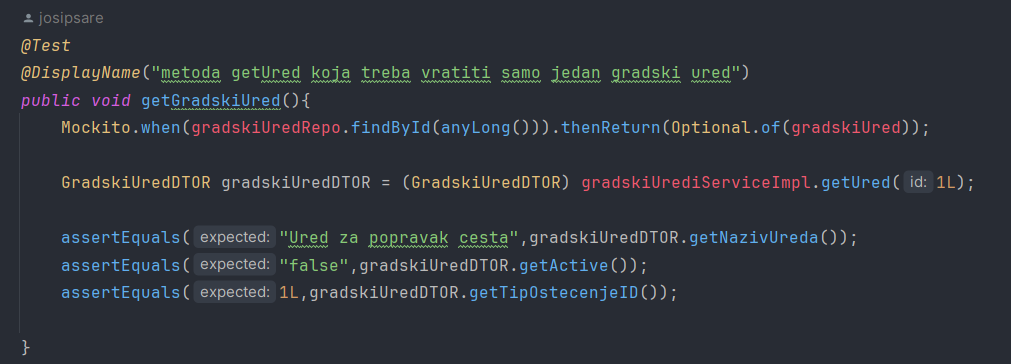 josipsare
@Test
@DisplayName("metoda getUred koja treba vratiti samo jedan gradski ured")
public void getGradskiUred(){
Mockito.when(gradskiUredRepo.findById(anyLong())).thenReturn(Optional.of(gradskiUred));
GradskiUredDTOR gradskiUredDTOR = (GradskiUredDTOR) gradskiUrediServiceImpl.getUred( id: 1L);
assertEquals( expected: "Ured za popravak cesta",gradskiUredDTOR.getNazivUreda());
assertEquals( expected: "false",gradskiUredDTOR.getActive());
assertEquals( expected: 1L,gradskiUredDTOR.getTipOstecenjeID());
}